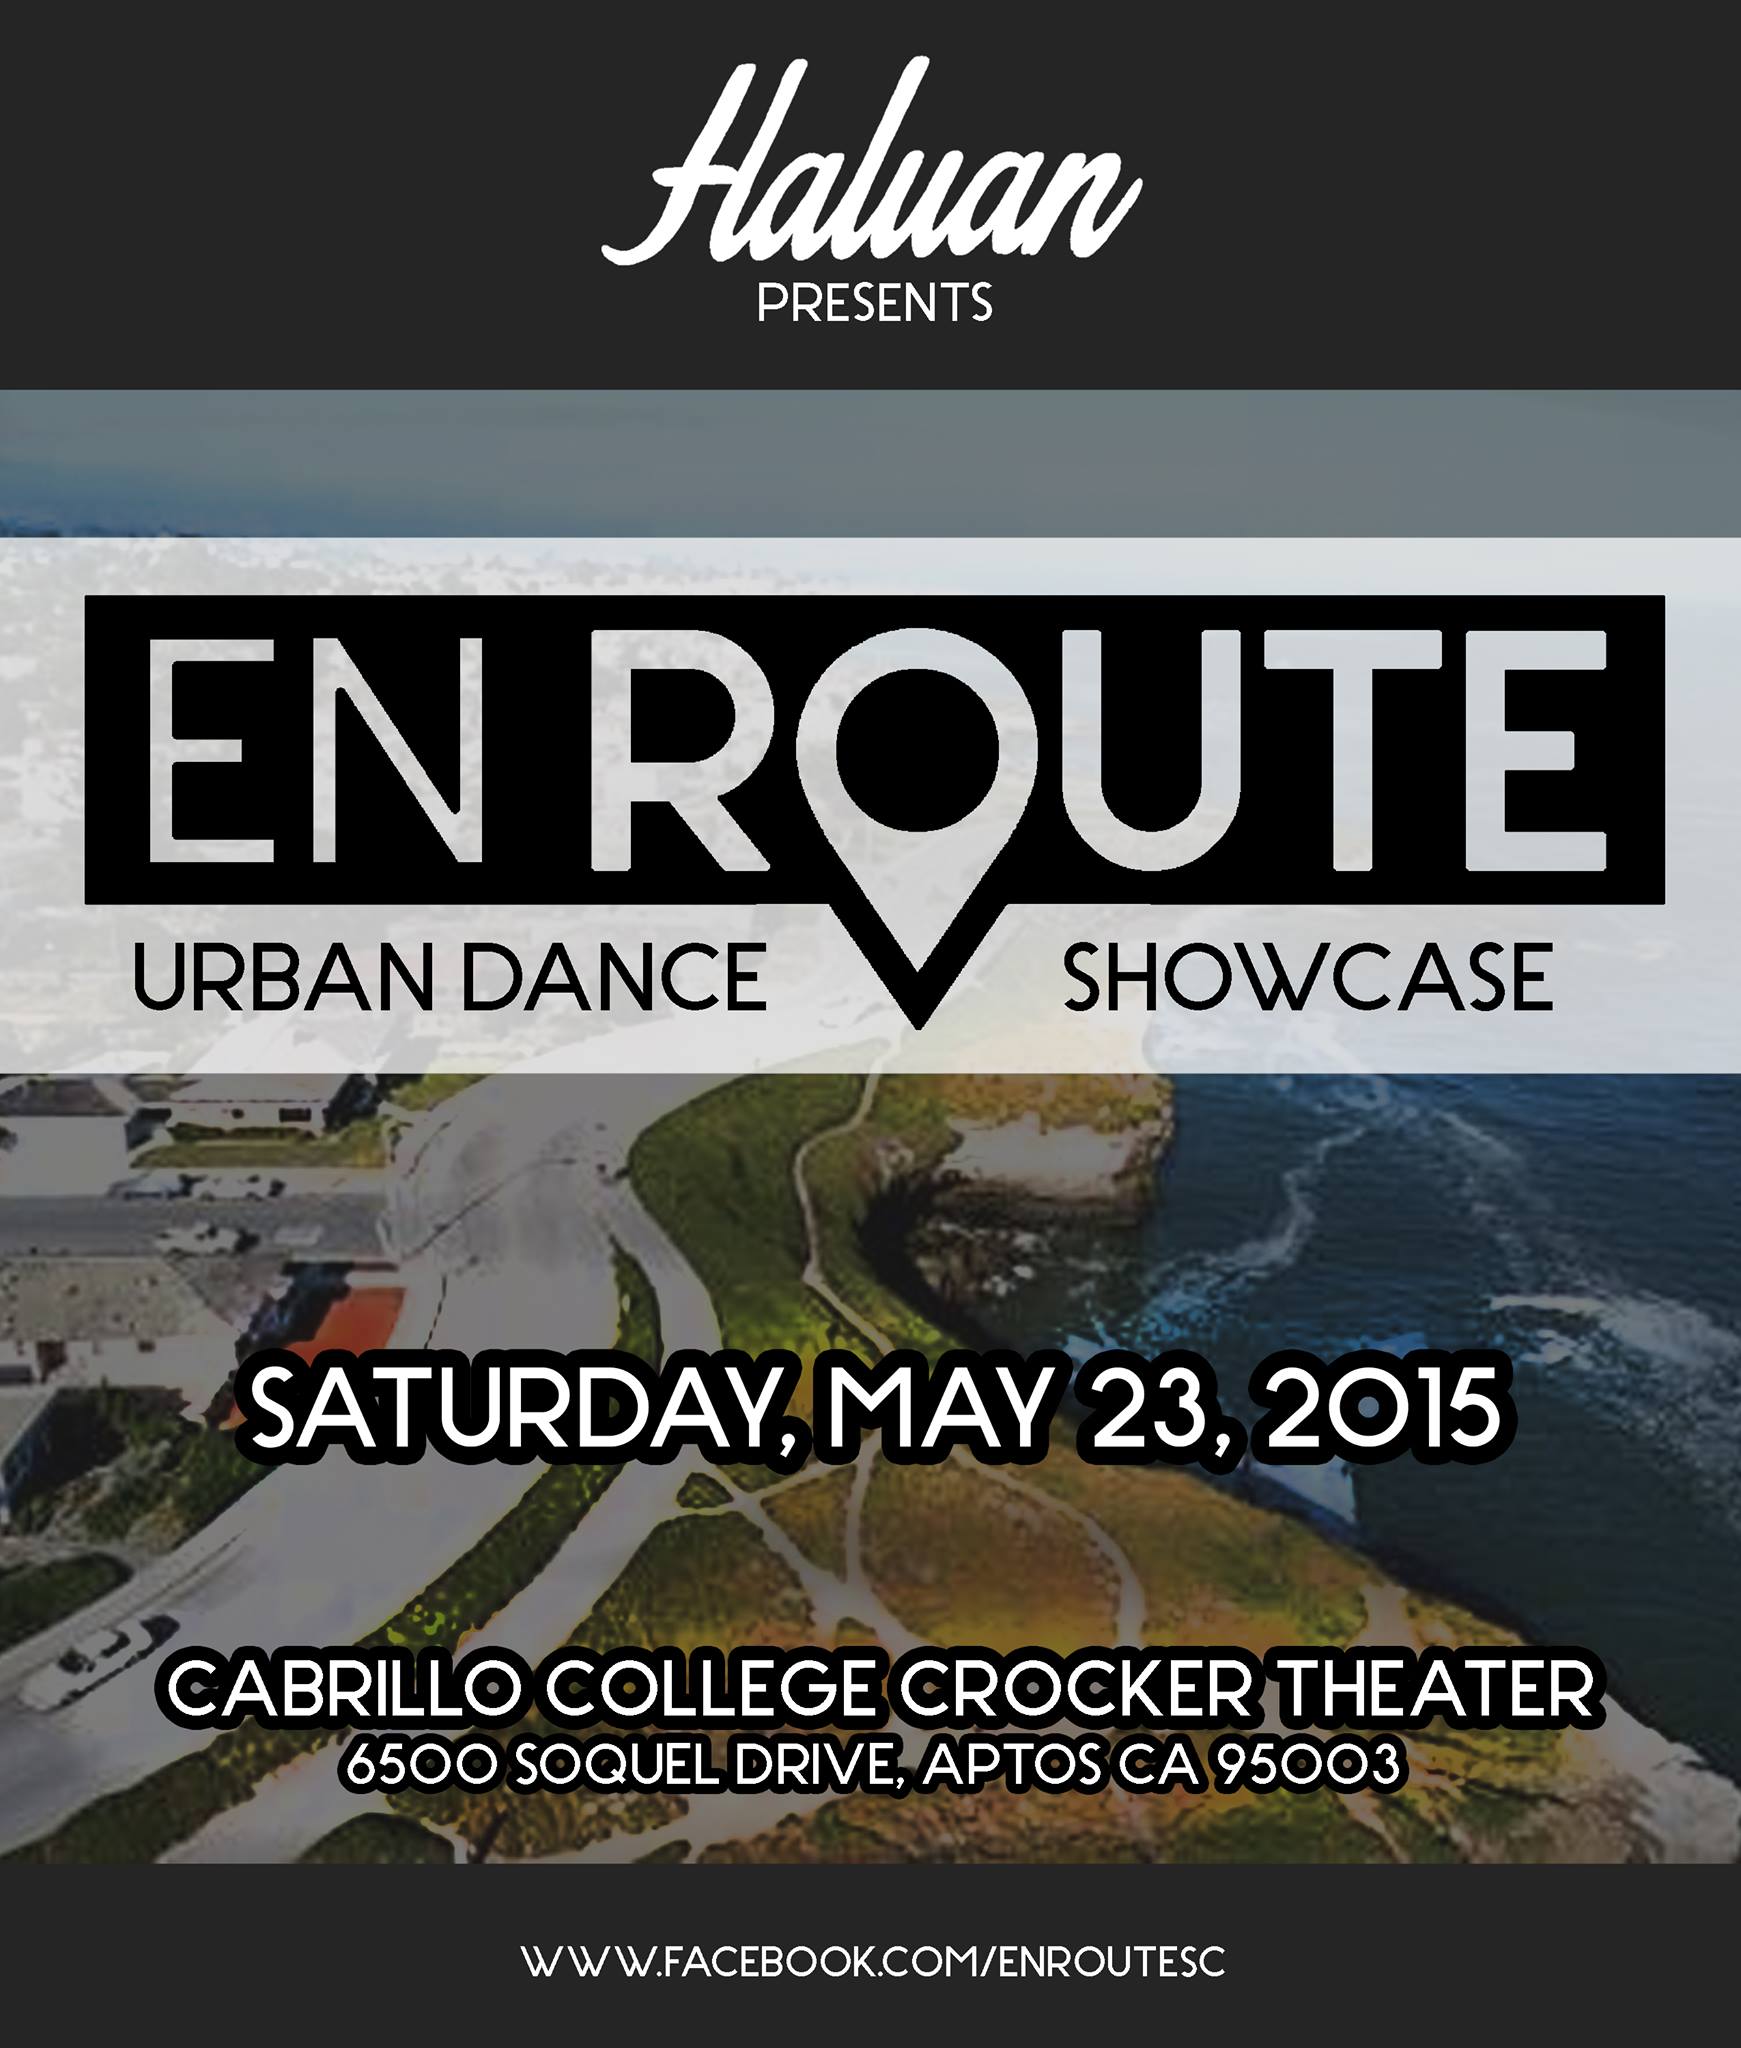 Haluan
PRESENTS
EN ROUTE
URBAN DANCE SHOWCASE
SATURDAY, MAY 23, 2015
CABRILLO COLLEGE CROCKER THEATER
6500 SOQUEL DRIVE, APTOS CA 95003
WWW.FACEBOOK.COM/ENROUTESC